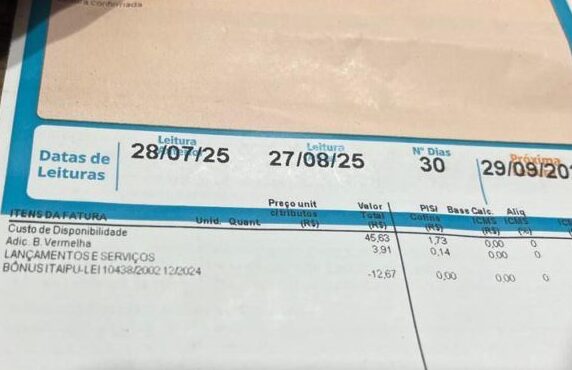 Confirmada
Datas de Leituras
Leitura
28/07/25
Leitura
27/08/25
Nº Dias
30
Próxima
29/09/20
ITENS DA FATURA Unid. Quant. Preço unit c/tributos (R$) Valor Total (R$) PIS/ Cofins (R$) Base Calc. ICMS (R$) Aliq ICMS (%)
Custo de Disponibilidade 45,63 1,73 0,00 0
Adic. B. Vermelha 3,91 0,14 0,00 0
LANÇAMENTOS E SERVIÇOS
BÔNUS ITAIPU-LEI 10438/2002 12/2024 -12,67 0,00 0,00 0